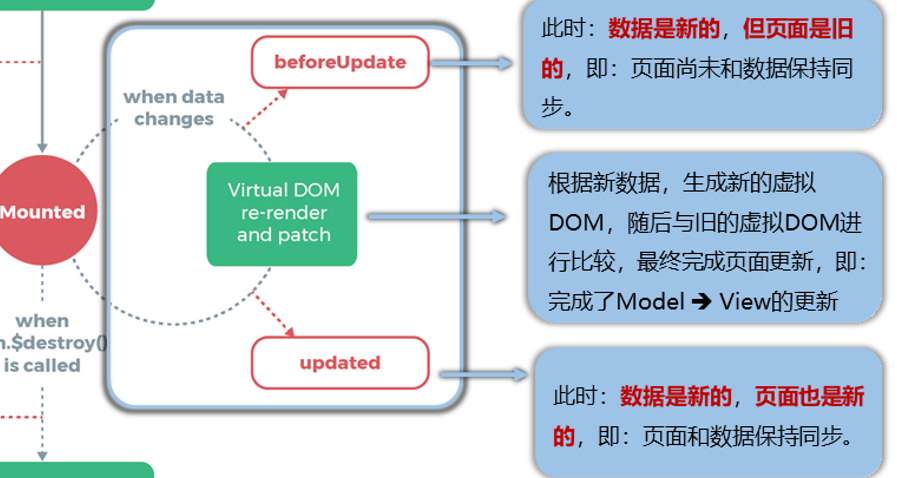 beforeUpdate
when data
changes
Mounted
Virtual DOM
re-render
and patch
when
.$destroy()
is called
updated
此时：数据是新的，但页面是旧
的，即：页面尚未和数据保持同
步。
根据新数据，生成新的虚拟
DOM，随后与旧的虚拟DOM进
行比较，最终完成页面更新，即：
完成了Model ➔ View的更新
此时：数据是新的，页面也是新
的，即：页面和数据保持同步。